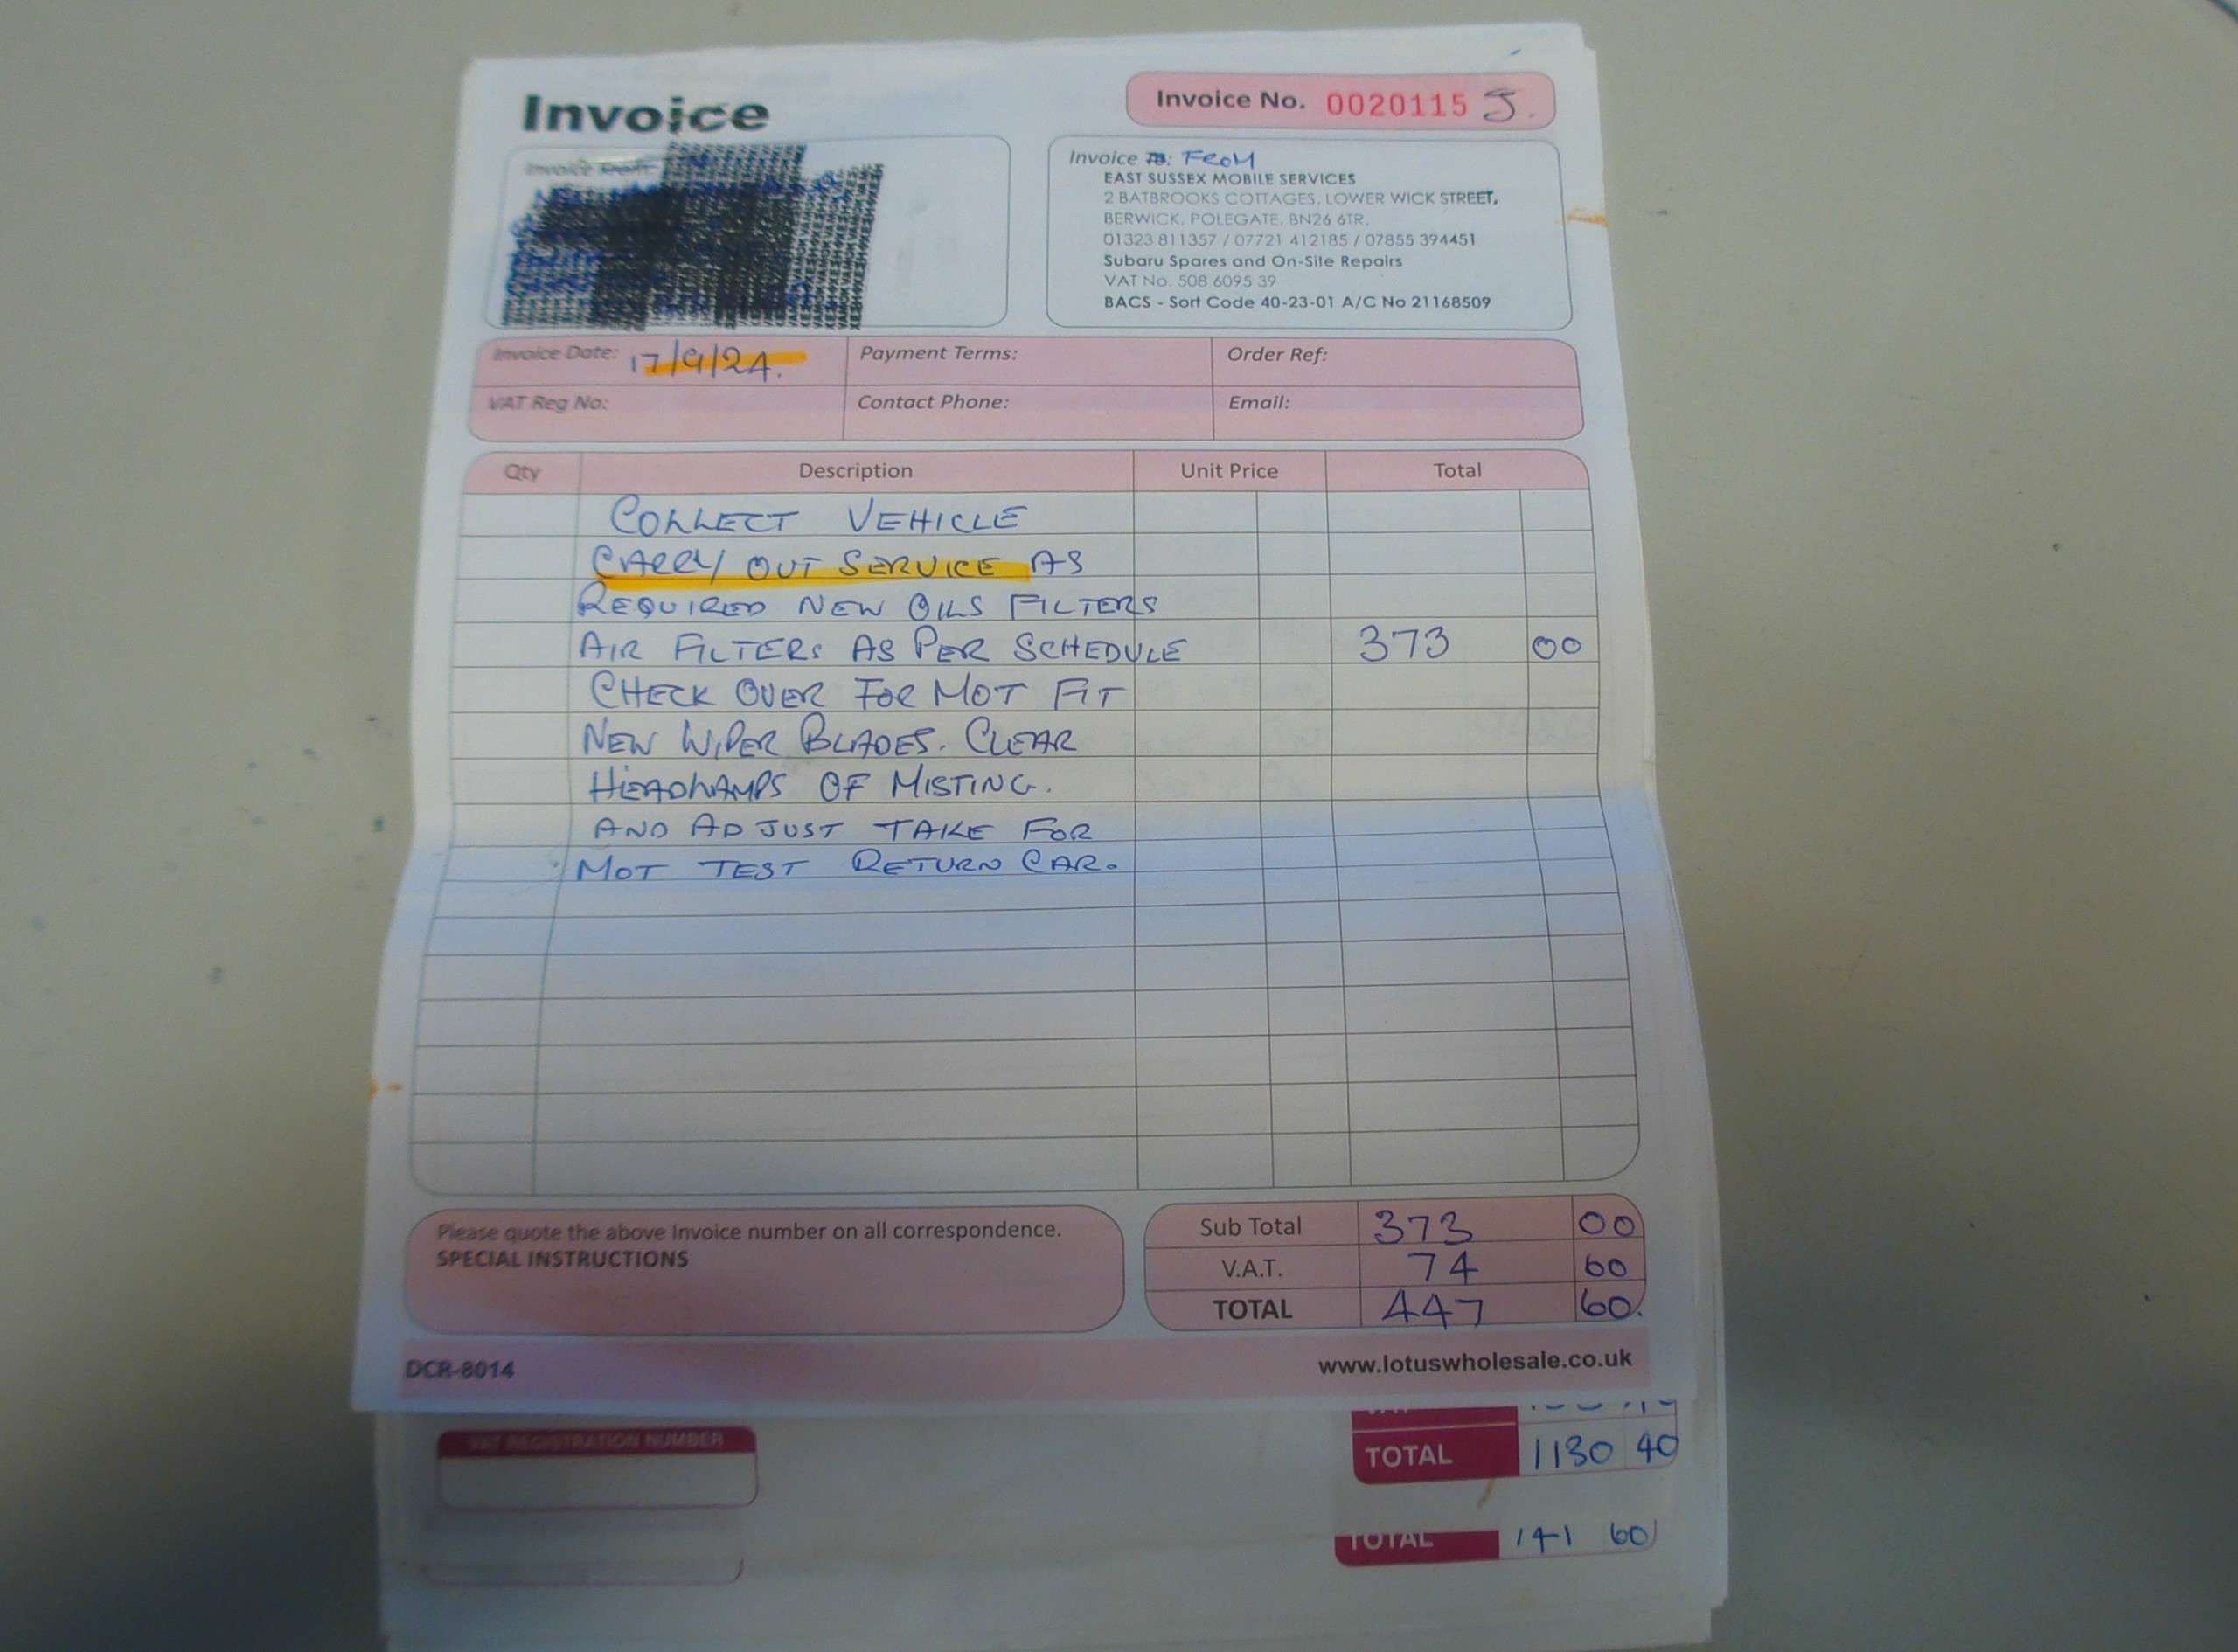 Invoice
Invoice No. 0020115 J.
Invoice From:
Invoice To: FROM
EAST SUSSEX MOBILE SERVICES
2 BATBROOKS COTTAGES, LOWER WICK STREET,
BERWICK, POLEGATE, BN26 6TR.
01323 811357 / 07721 412185 / 07855 394451
Subaru Spares and On-Site Repairs
VAT No. 508 6095 39
BACS - Sort Code 40-23-01 A/C No 21168509
Invoice Date: 17/9/24. Payment Terms: Order Ref:
VAT Reg No: Contact Phone: Email:
Qty Description Unit Price Total
COLLECT VEHICLE
CARRY OUT SERVICE AS
REQUIRED NEW OILS FILTERS
AIR FILTERS AS PER SCHEDULE 373 00
CHECK OVER FOR MOT FIT
NEW WIPER BLADES. CLEAR
HEADLAMPS OF MISTING.
AND ADJUST TAKE FOR
MOT TEST RETURN CAR.
Please quote the above Invoice number on all correspondence.
SPECIAL INSTRUCTIONS
Sub Total 373 00
V.A.T. 74 60
TOTAL 447 60.
DCR-8014 www.lotuswholesale.co.uk
VAT REGISTRATION NUMBER
TOTAL 1130 40
TOTAL 141 60